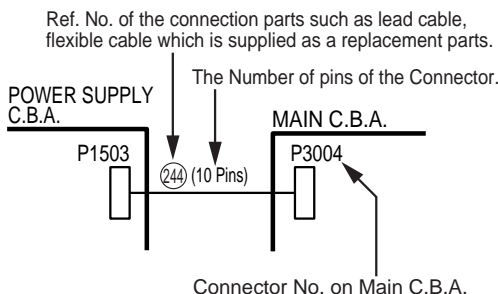 Ref. No. of the connection parts such as lead cable,
flexible cable which is supplied as a replacement parts.
The Number of pins of the Connector.
POWER SUPPLY
C.B.A.
MAIN C.B.A.
P1503
244 (10 Pins)
P3004
Connector No. on Main C.B.A.